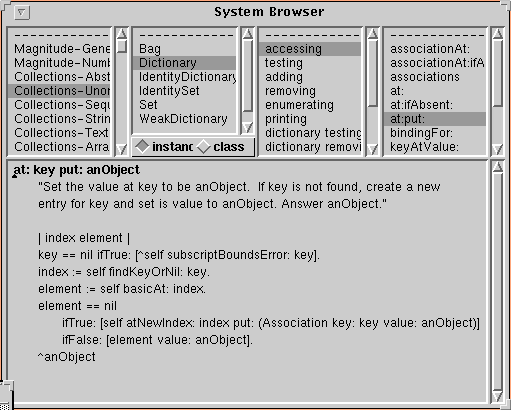 System Browser
Magnitude-Gene
Magnitude-Numb
Collections-Abst
Collections-Unor
Collections-Sequ
Collections-Strin
Collections-Text
Collections-Arra
Bag
Dictionary
IdentityDictionary
IdentitySet
Set
WeakDictionary
instanc
class
accessing
testing
adding
removing
enumerating
printing
dictionary testing
dictionary removi
associationAt:
associationAt:ifA
associations
at:
at:ifAbsent:
at:put:
bindingFor:
keyAtValue:
at: key put: anObject
"Set the value at key to be anObject. If key is not found, create a new
entry for key and set is value to anObject. Answer anObject."
| index element |
key == nil ifTrue: [^self subscriptBoundsError: key].
index := self findKeyOrNil: key.
element := self basicAt: index.
element == nil
ifTrue: [self atNewIndex: index put: (Association key: key value: anObject)]
ifFalse: [element value: anObject].
^anObject